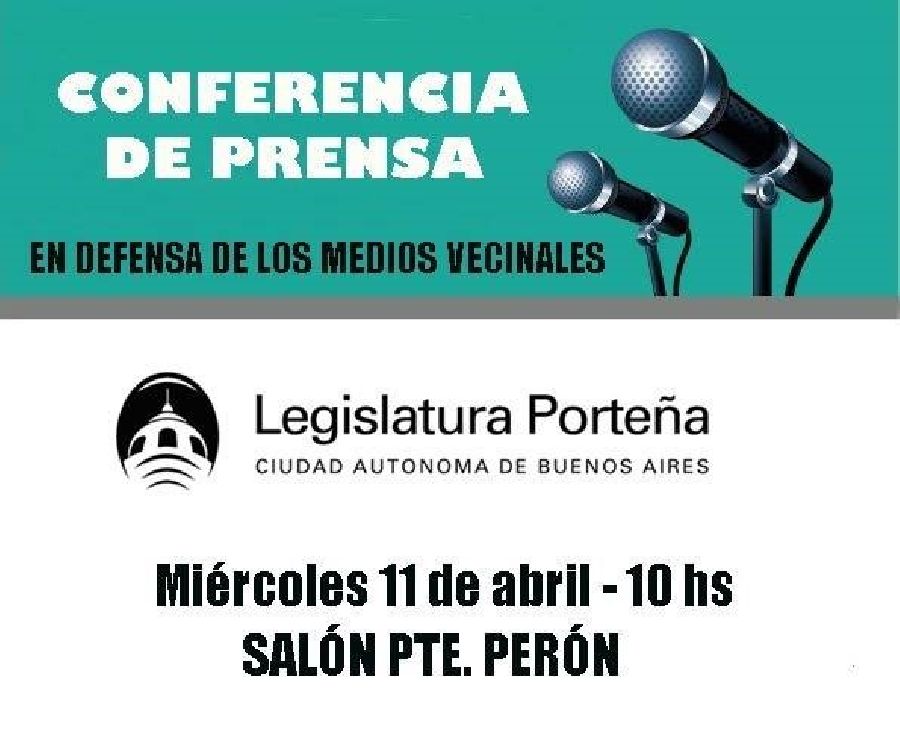 CONFERENCIA
DE PRENSA
EN DEFENSA DE LOS MEDIOS VECINALES
Legislatura Porteña
CIUDAD AUTONOMA DE BUENOS AIRES
Miércoles 11 de abril - 10 hs
SALÓN PTE. PERÓN